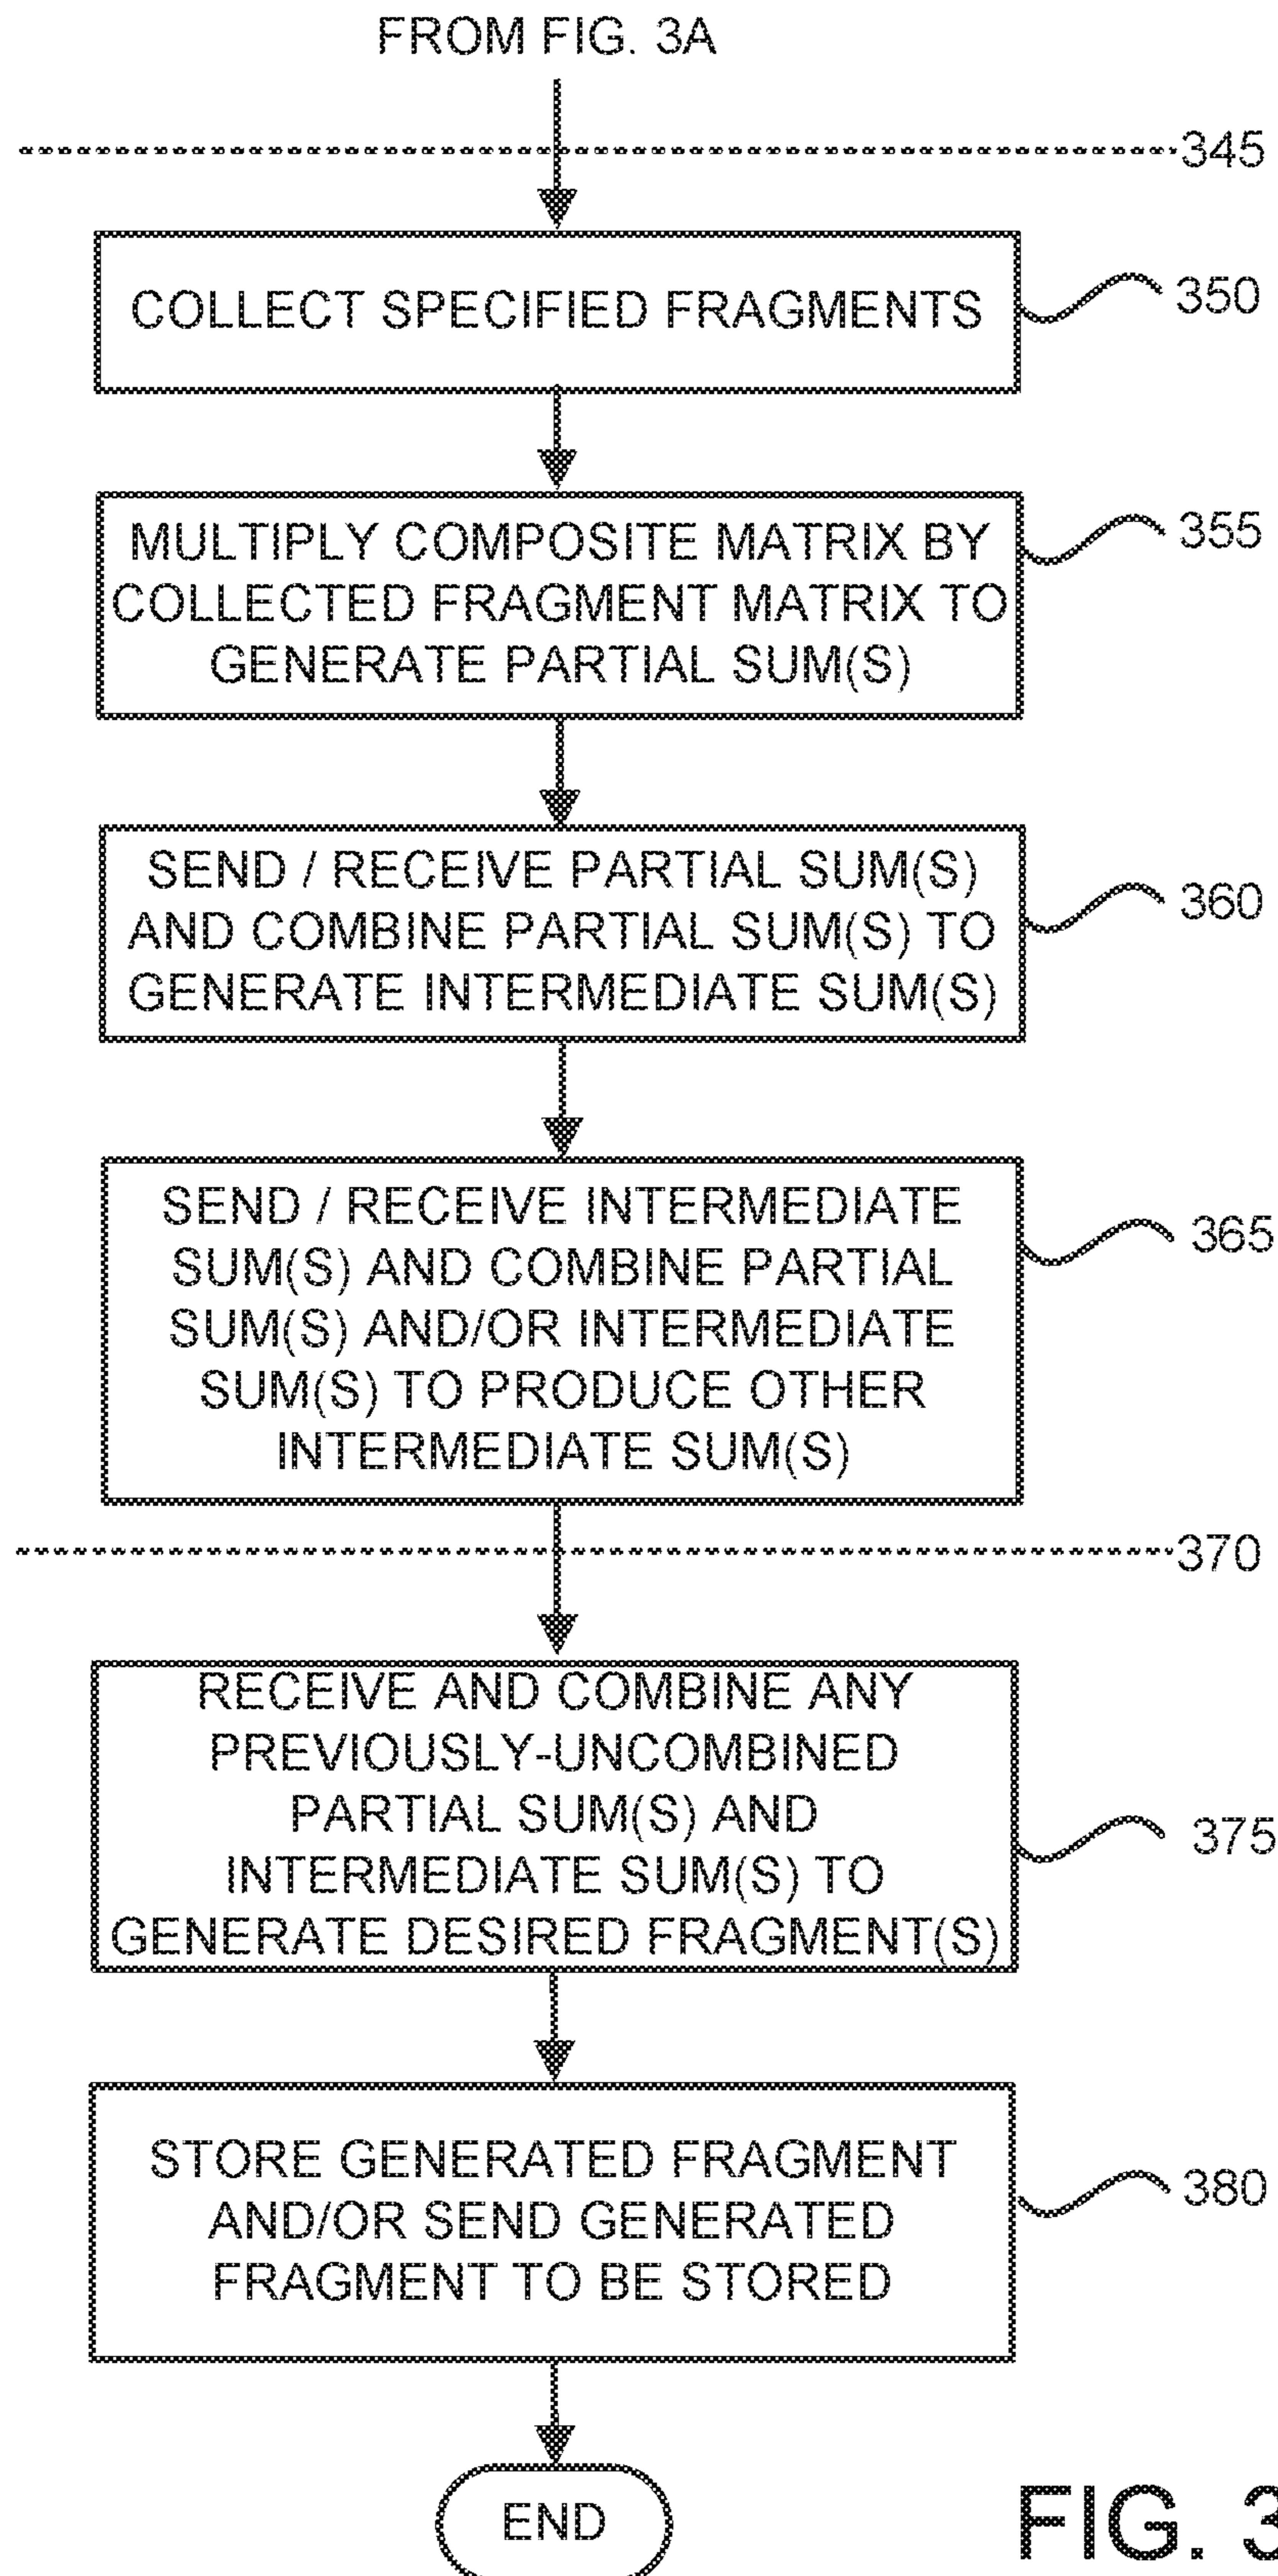 FROM FIG. 3A
345
COLLECT SPECIFIED FRAGMENTS
350
MULTIPLY COMPOSITE MATRIX BY
COLLECTED FRAGMENT MATRIX TO
GENERATE PARTIAL SUM(S)
355
SEND / RECEIVE PARTIAL SUM(S)
AND COMBINE PARTIAL SUM(S) TO
GENERATE INTERMEDIATE SUM(S)
360
SEND / RECEIVE INTERMEDIATE
SUM(S) AND COMBINE PARTIAL
SUM(S) AND/OR INTERMEDIATE
SUM(S) TO PRODUCE OTHER
INTERMEDIATE SUM(S)
365
370
RECEIVE AND COMBINE ANY
PREVIOUSLY-UNCOMBINED
PARTIAL SUM(S) AND
INTERMEDIATE SUM(S) TO
GENERATE DESIRED FRAGMENT(S)
375
STORE GENERATED FRAGMENT
AND/OR SEND GENERATED
FRAGMENT TO BE STORED
380
END
FIG. 3